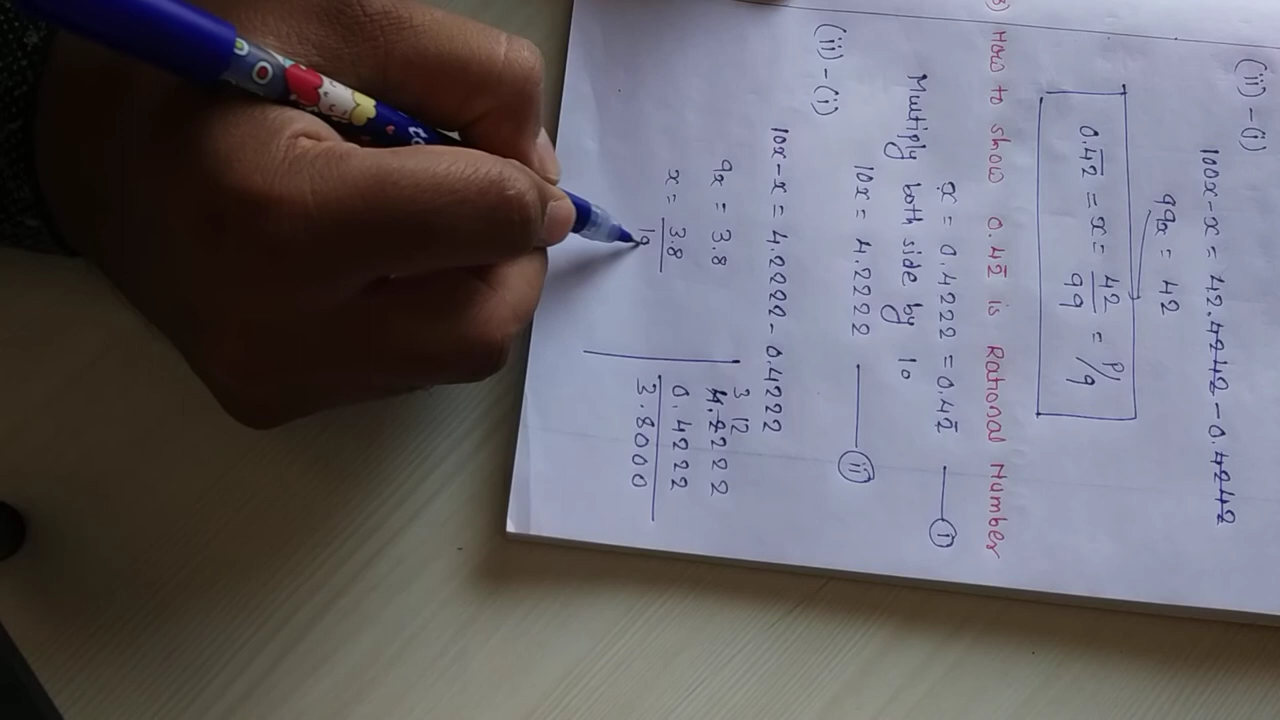 (ii) - (i)
100x - x = 42.4242 - 0.4242
99x = 42
0.4̅2̅ = x = 42/99 = p/q
3) How to show 0.42̅ is Rational Number
x = 0.4222 = 0.42̅ — (i)
Multiply both side by 10
10x = 4.2222 — (ii)
(ii) - (i)
10x - x = 4.2222 - 0.4222
3 12
9x = 3.8
4.2222
x = 3.8
0.4222
3.8000